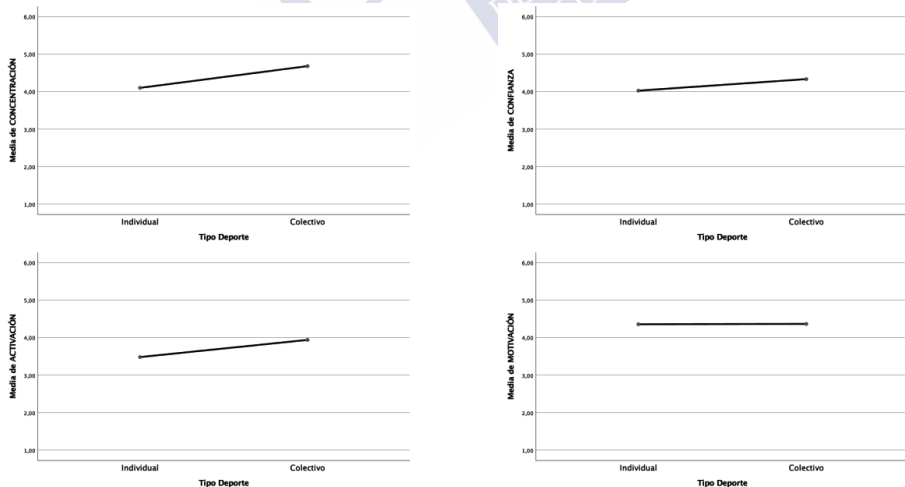 Media de CONCENTRACIÓN
6,00
5,00
4,00
3,00
2,00
1,00
Individual
Colectivo
Tipo Deporte
Media de CONFIANZA
6,00
5,00
4,00
3,00
2,00
1,00
Individual
Colectivo
Tipo Deporte
Media de ACTIVACIÓN
6,00
5,00
4,00
3,00
2,00
1,00
Individual
Colectivo
Tipo Deporte
Media de MOTIVACIÓN
6,00
5,00
4,00
3,00
2,00
1,00
Individual
Colectivo
Tipo Deporte